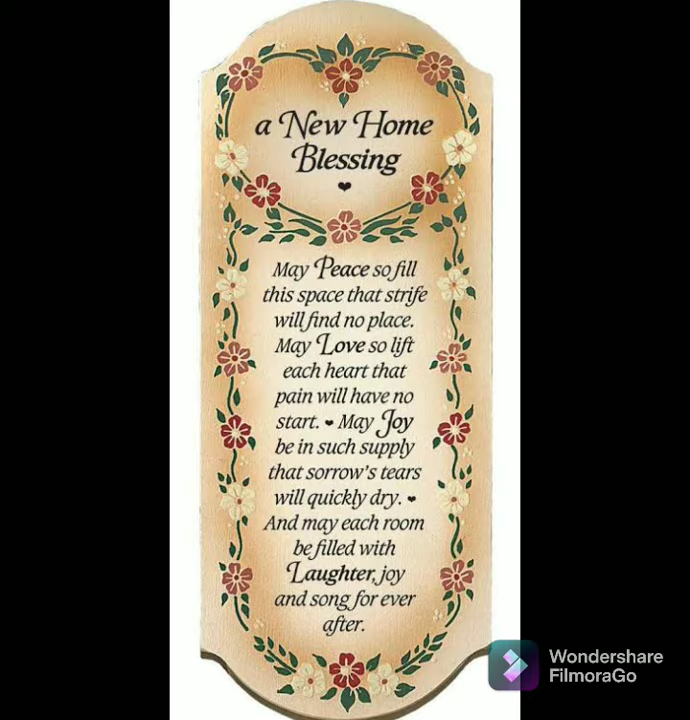 a New Home
Blessing
May Peace so fill
this space that strife
will find no place.
May Love so lift
each heart that
pain will have no
start. ❤ May Joy
be in such supply
that sorrow's tears
will quickly dry. ❤
And may each room
be filled with
Laughter, joy
and song for ever
after.
Wondershare
FilmoraGo